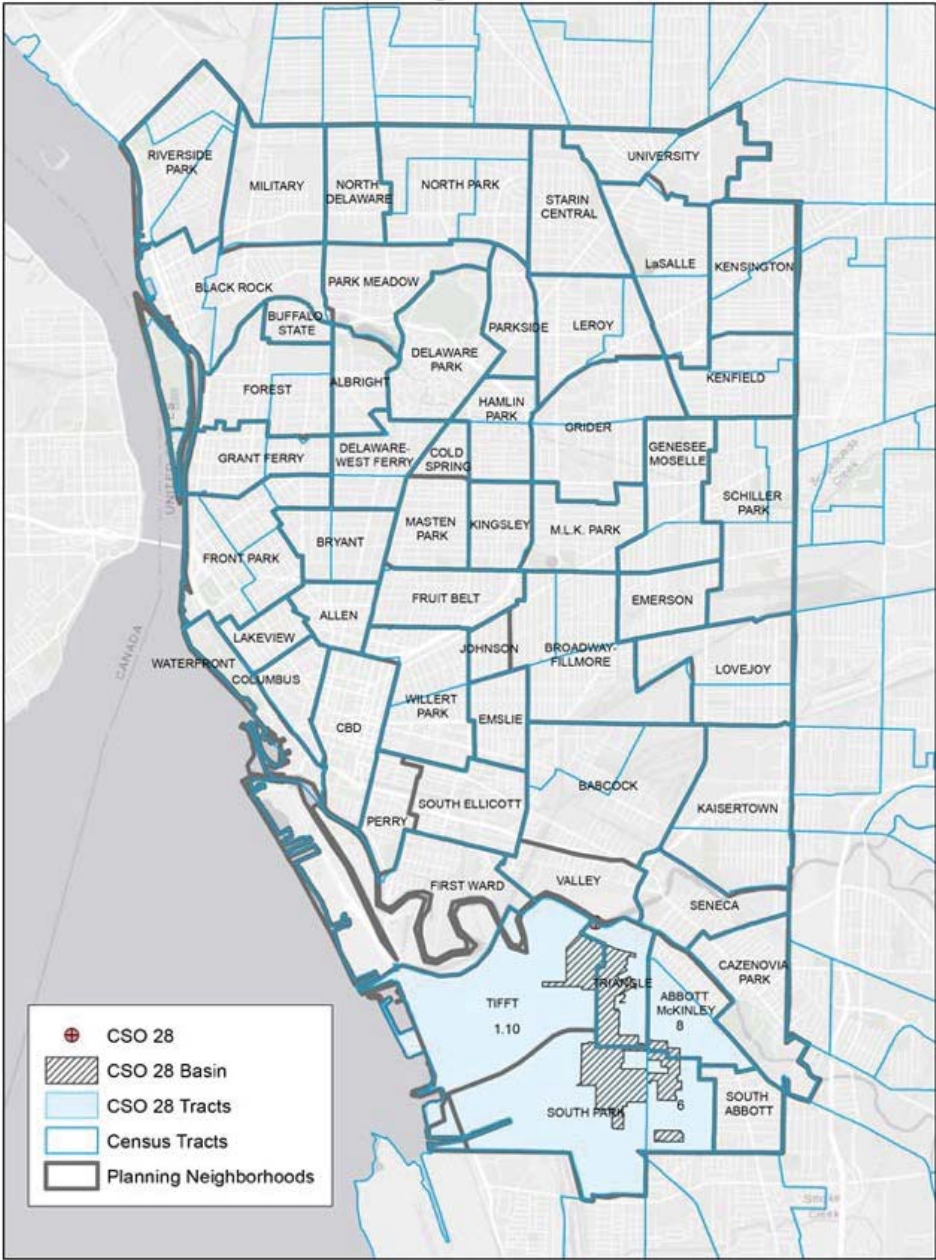 RIVERSIDE
PARK
MILITARY
NORTH
DELAWARE
NORTH PARK
STARIN
CENTRAL
UNIVERSITY
LaSALLE
KENSINGTON
BLACK ROCK
PARK MEADOW
BUFFALO
STATE
PARKSIDE
LEROY
DELAWARE
PARK
FOREST
ALBRIGHT
KENFIELD
HAMLIN
PARK
GRIDER
GRANT FERRY
DELAWARE-
WEST FERRY
COLD
SPRING
GENESEE
MOSELLE
SCHILLER
PARK
MASTEN
PARK
KINGSLEY
M.L.K. PARK
BRYANT
FRONT PARK
FRUIT BELT
EMERSON
ALLEN
LAKEVIEW
JOHNSON
BROADWAY-
FILLMORE
WATERFRONT
COLUMBUS
LOVEJOY
CANADA
WILLERT
PARK
EMSLIE
CBD
BABCOCK
SOUTH ELLICOTT
KAISERTOWN
PERRY
FIRST WARD
VALLEY
SENECA
CAZENOVIA
PARK
TIFFT
1.10
TRIANGLE
2
ABBOTT
McKINLEY
8
SOUTH PARK
6
SOUTH
ABBOTT
CSO 28
CSO 28 Basin
CSO 28 Tracts
Census Tracts
Planning Neighborhoods